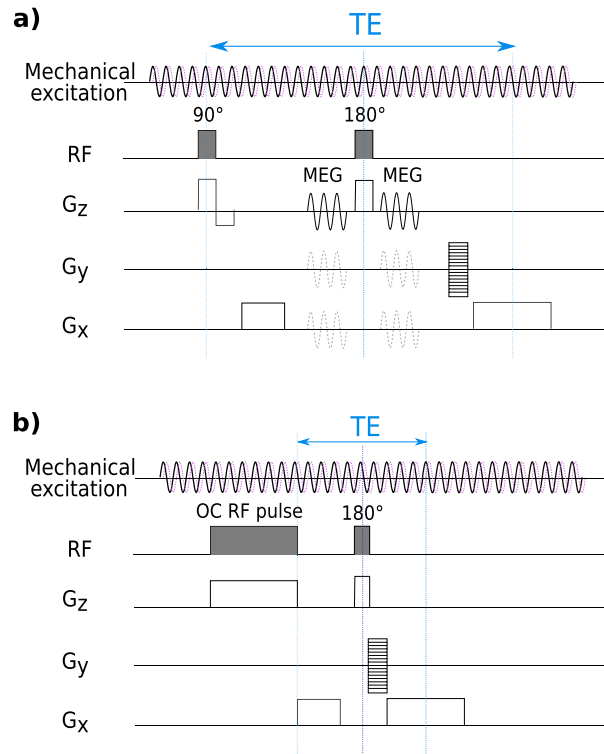 a)
TE
Mechanical
excitation
90°
180°
RF
MEG
MEG
Gz
Gy
Gx
b)
TE
Mechanical
excitation
OC RF pulse
180°
RF
Gz
Gy
Gx